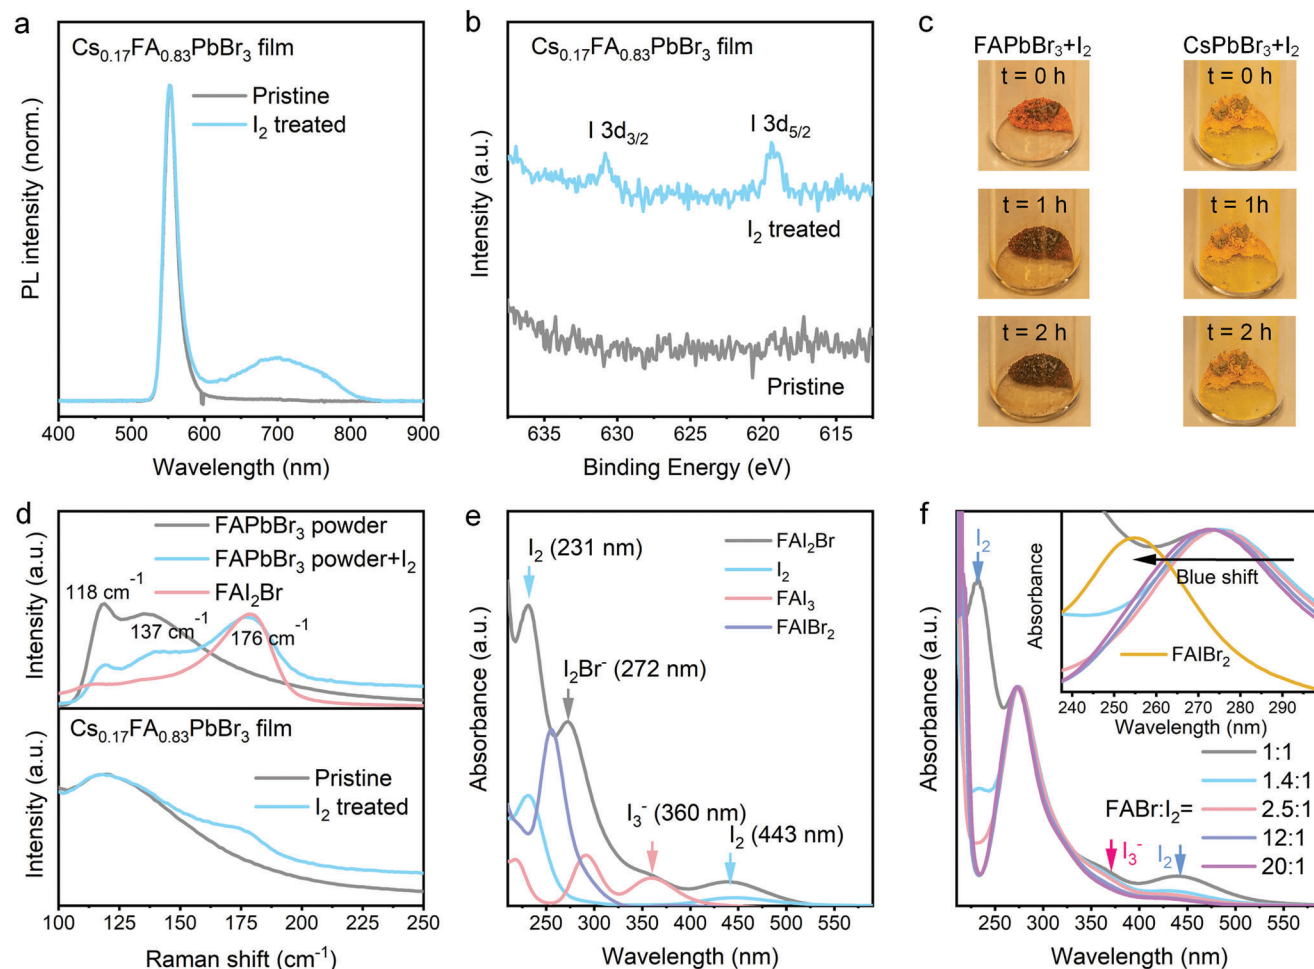 a
Cs0.17FA0.83PbBr3 film
Pristine
I2 treated
PL intensity (norm.)
400 500 600 700 800 900
Wavelength (nm)
b
Cs0.17FA0.83PbBr3 film
I 3d3/2
I 3d5/2
I2 treated
Pristine
Intensity (a.u.)
635 630 625 620 615
Binding Energy (eV)
c
FAPbBr3+I2
CsPbBr3+I2
t = 0 h
t = 0 h
t = 1 h
t = 1h
t = 2 h
t = 2 h
d
FAPbBr3 powder
FAPbBr3 powder+I2
FAI2Br
118 cm-1
137 cm-1
176 cm-1
Intensity (a.u.)
Cs0.17FA0.83PbBr3 film
Pristine
I2 treated
Intensity (a.u.)
100 125 150 175 200 225 250
Raman shift (cm-1)
e
I2 (231 nm)
I2Br- (272 nm)
I3- (360 nm)
I2 (443 nm)
FAI2Br
I2
FAI3
FAIBr2
Absorbance (a.u.)
250 300 350 400 450 500 550
Wavelength (nm)
f
I2
Absorbance
Blue shift
FAIBr2
240 250 260 270 280 290
Wavelength (nm)
FABr:I2=
1:1
1.4:1
2.5:1
12:1
20:1
I3-
I2
Absorbance (a.u.)
250 300 350 400 450 500 550
Wavelength (nm)